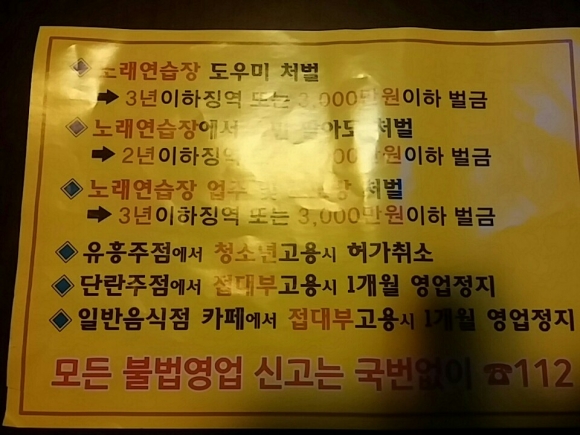 ◈ 노래연습장 도우미 처벌
➡ 3년이하징역 또는 3,000만원이하 벌금
◈ 노래연습장에서 팔아도 처벌
➡ 2년이하징역 또는 만원이하 벌금
◈ 노래연습장 업주 및 처벌
➡ 3년이하징역 또는 3,000만원이하 벌금
◈ 유흥주점에서 청소년고용시 허가취소
◈ 단란주점에서 접대부고용시 1개월 영업정지
◈ 일반음식점 카페에서 접대부고용시 1개월 영업정지
모든 불법영업 신고는 국번없이 ☎112